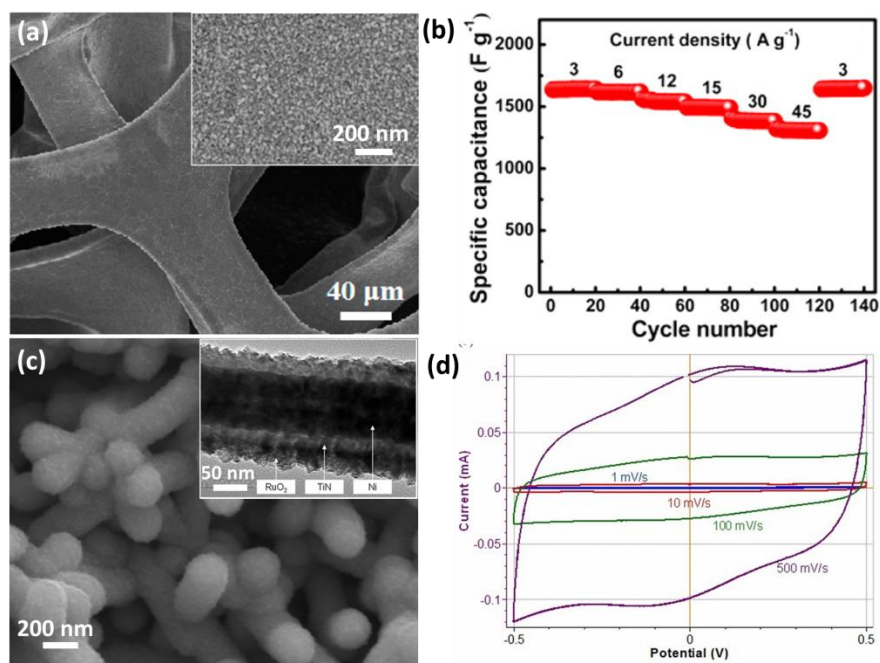 (a)
200 nm
40 µm
(b)
Specific capacitance (F g⁻¹)
2000
1500
1000
500
0
Current density ( A g⁻¹)
3
6
12
15
30
45
3
0 20 40 60 80 100 120 140
Cycle number
(c)
50 nm
RuO₂
TiN
Ni
200 nm
(d)
Current (mA)
0.1
0.05
0
-0.05
-0.1
1 mV/s
10 mV/s
100 mV/s
500 mV/s
-0.5 0 0.5
Potential (V)